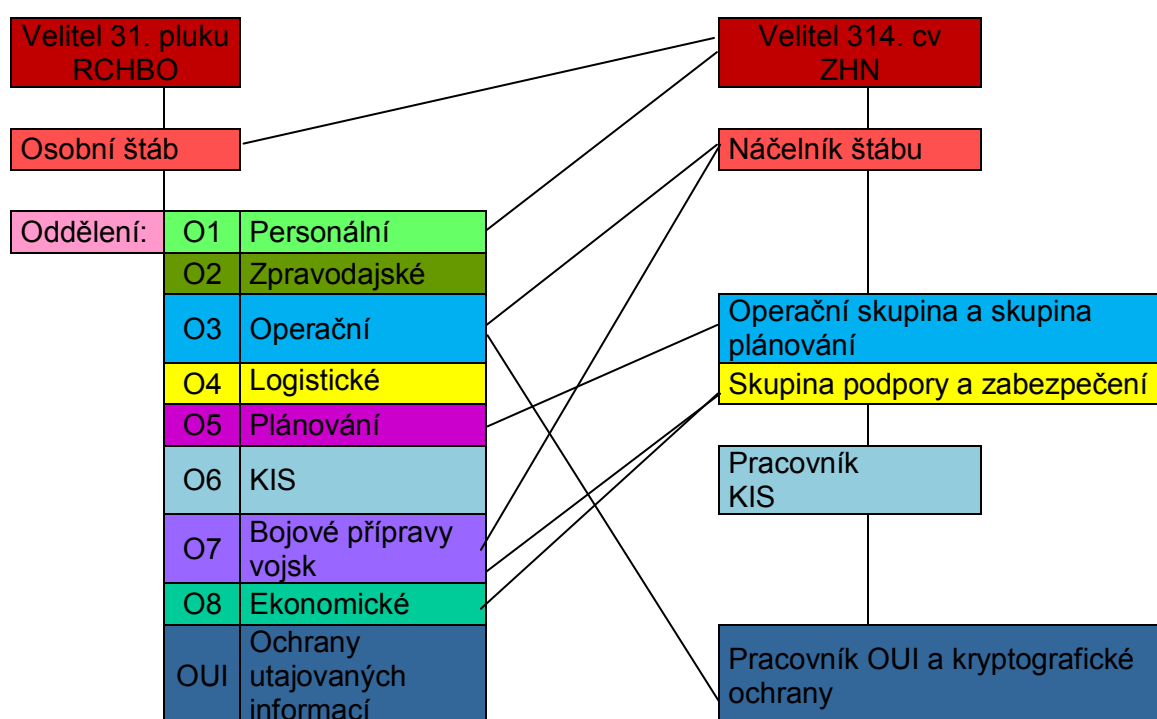 Velitel 31. pluku
RCHBO
Velitel 314. cv
ZHN
Osobní štáb
Náčelník štábu
Oddělení:
O1 Personální
O2 Zpravodajské
O3 Operační
Operační skupina a skupina
plánování
O4 Logistické
Skupina podpory a zabezpečení
O5 Plánování
O6 KIS
Pracovník
KIS
O7 Bojové přípravy
vojsk
O8 Ekonomické
OUI Ochrany
utajovaných
informací
Pracovník OUI a kryptografické
ochrany